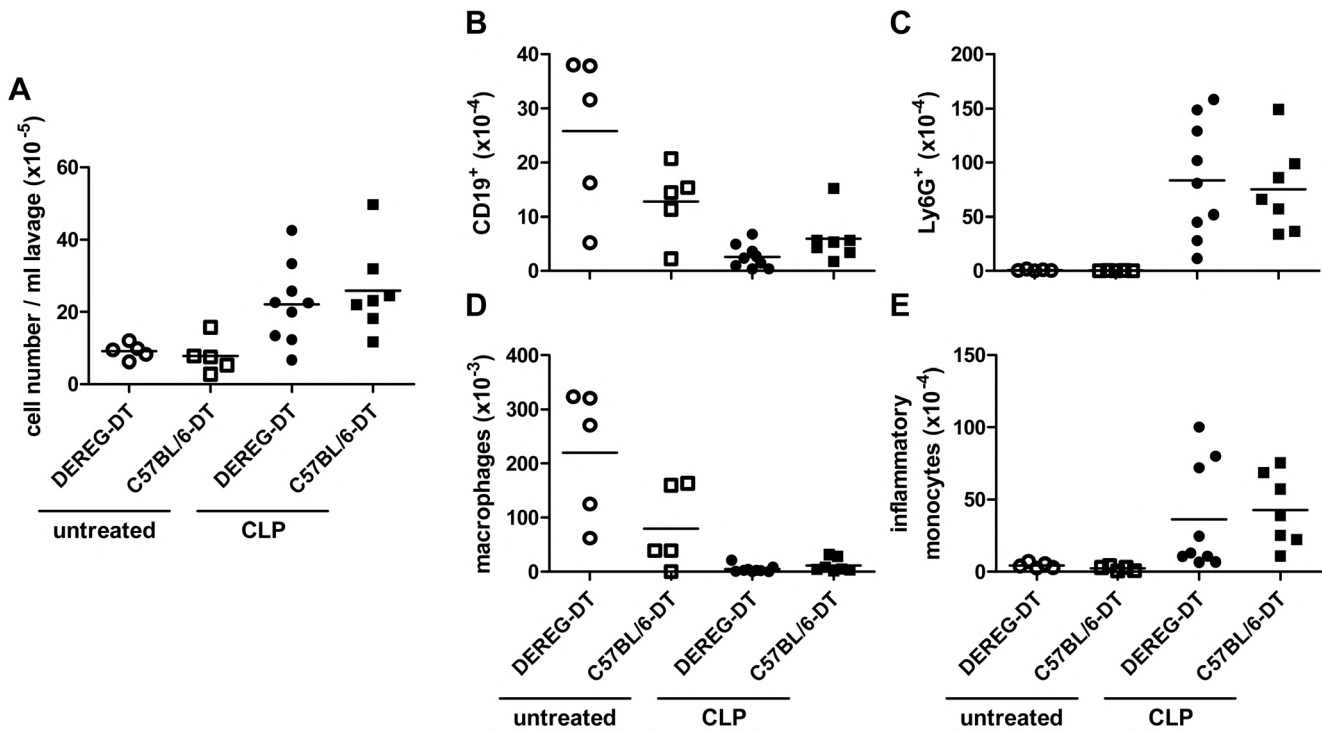 A
cell number / ml lavage (x10⁻⁵)
60
40
20
0
DEREG-DT
C57BL/6-DT
DEREG-DT
C57BL/6-DT
untreated
CLP
B
CD19⁺ (x10⁻⁴)
40
30
20
10
0
C
Ly6G⁺ (x10⁻⁴)
200
150
100
50
0
D
macrophages (x10⁻³)
400
300
200
100
0
DEREG-DT
C57BL/6-DT
DEREG-DT
C57BL/6-DT
untreated
CLP
E
inflammatory
monocytes (x10⁻⁴)
150
100
50
0
DEREG-DT
C57BL/6-DT
DEREG-DT
C57BL/6-DT
untreated
CLP